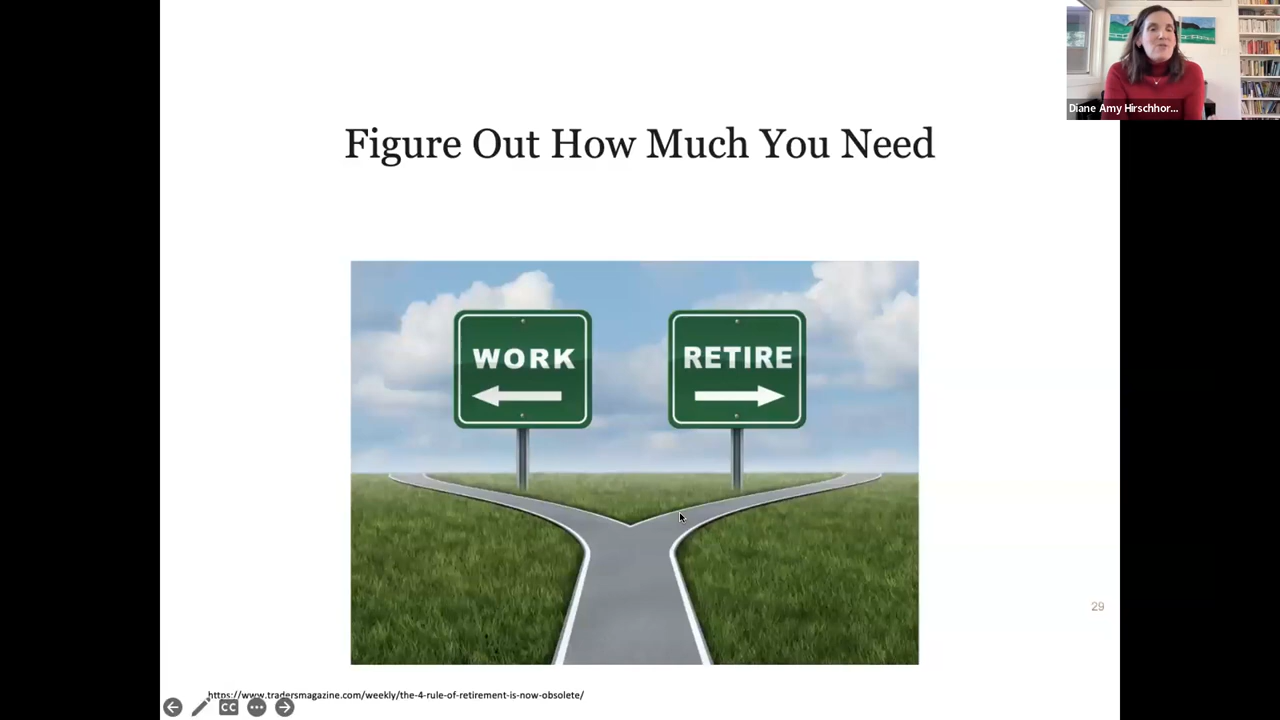 Diane Amy Hirschhor...
Figure Out How Much You Need
WORK
RETIRE
29
https://www.tradersmagazine.com/weekly/the-4-rule-of-retirement-is-now-obsolete/
CC